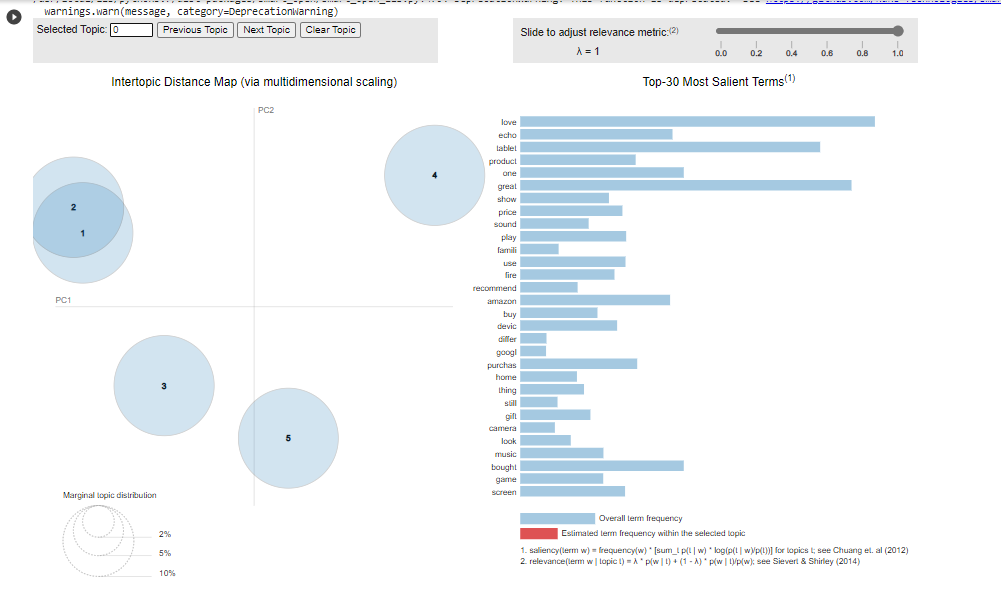 warnings.warn(message, category=DeprecationWarning)
Selected Topic: 0 Previous Topic Next Topic Clear Topic
Slide to adjust relevance metric:(2)
λ = 1
0.0 0.2 0.4 0.6 0.8 1.0
Intertopic Distance Map (via multidimensional scaling)
PC2
PC1
4
2
1
3
5
Marginal topic distribution
2%
5%
10%
Top-30 Most Salient Terms(1)
love
echo
tablet
product
one
great
show
price
sound
play
famili
use
fire
recommend
amazon
buy
devic
differ
googl
purchas
home
thing
still
gift
camera
look
music
bought
game
screen
Overall term frequency
Estimated term frequency within the selected topic
1. saliency(term w) = frequency(w) * [sum_t p(t | w) * log(p(t | w)/p(t))] for topics t; see Chuang et. al (2012)
2. relevance(term w | topic t) = λ * p(w | t) + (1 - λ) * p(w | t)/p(w); see Sievert & Shirley (2014)